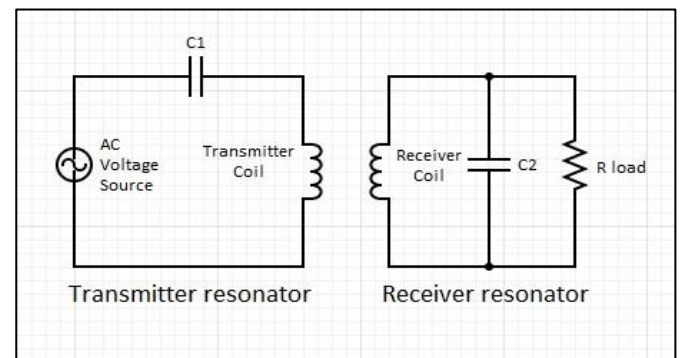 C1
AC
Voltage
Source
Transmitter
Coil
Receiver
Coil
C2
R load
Transmitter resonator
Receiver resonator